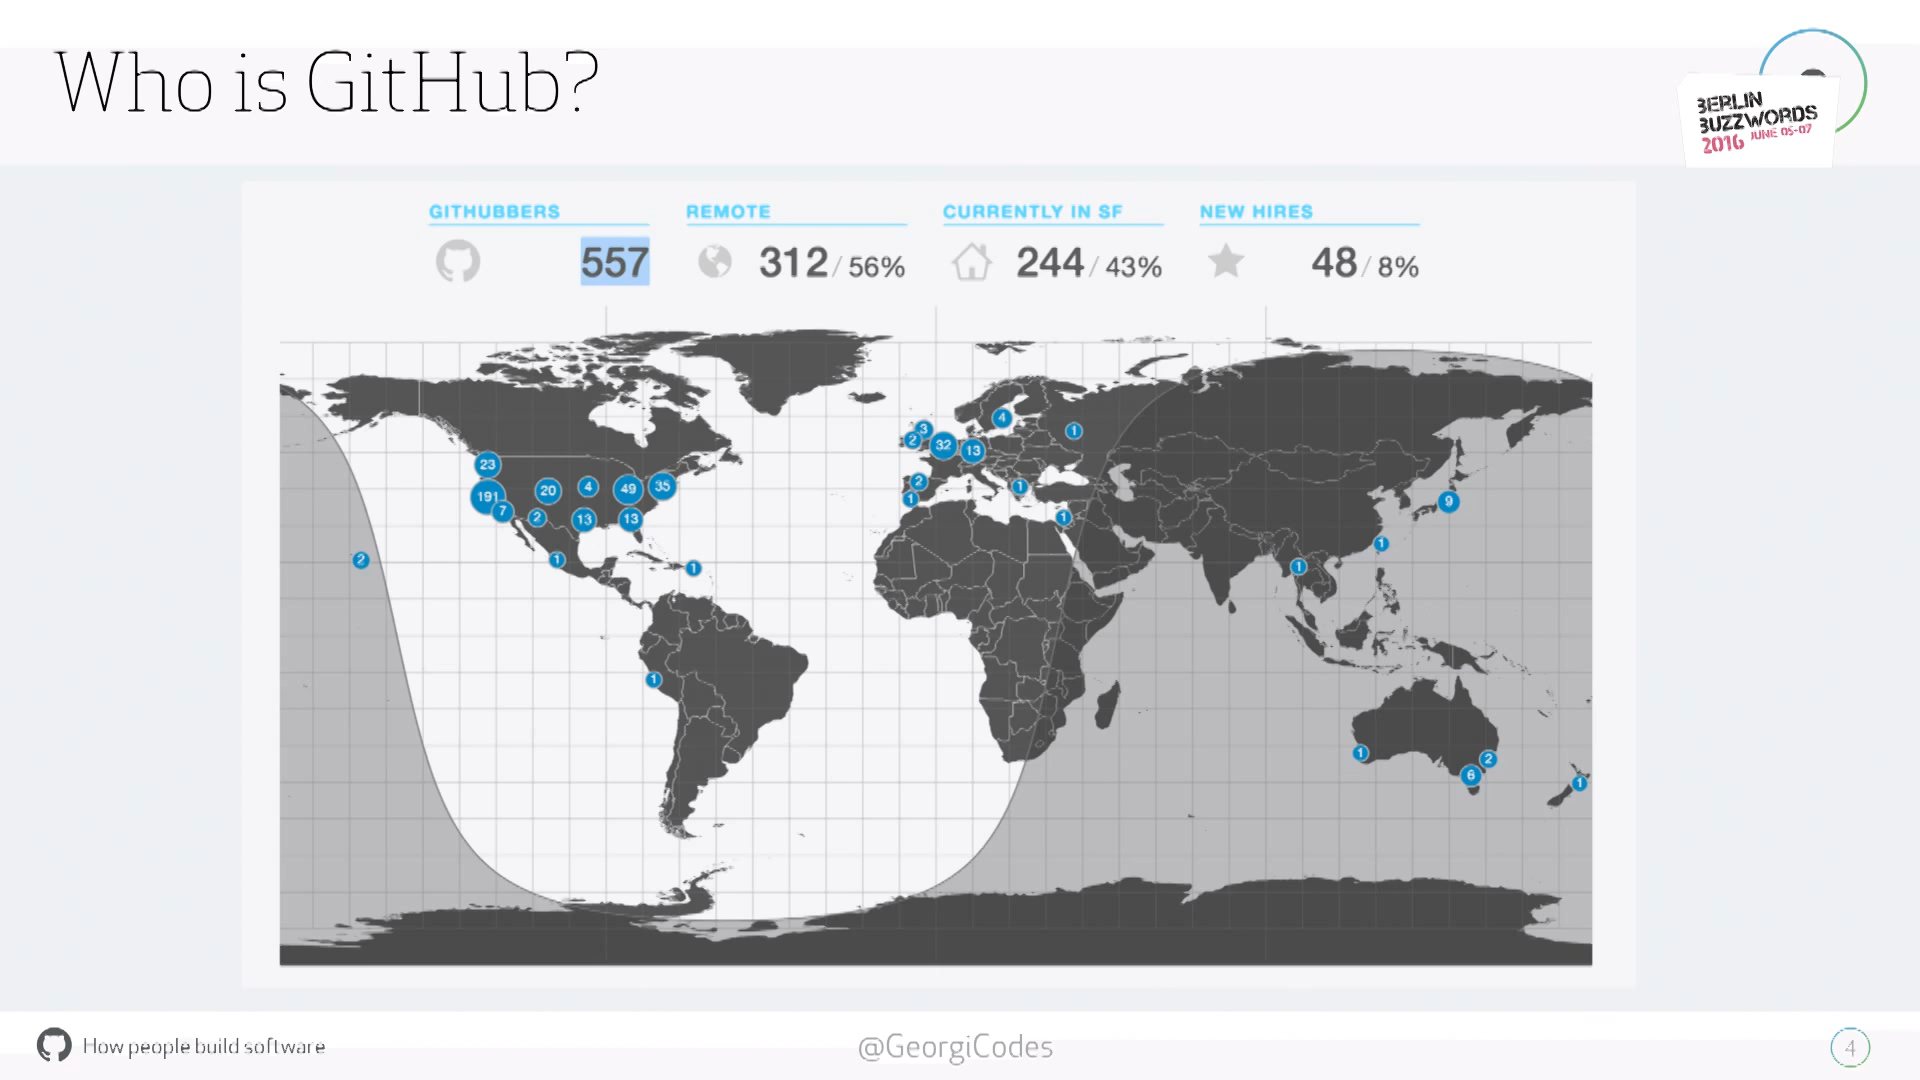 Who is GitHub?
BERLIN
BUZZWORDS
2016 JUNE 05-07
GITHUBBERS
REMOTE
CURRENTLY IN SF
NEW HIRES
557
312 / 56%
244 / 43%
48 / 8%
4
3
1
2
32
13
23
2
1
191
7
20
4
49
35
1
9
2
13
13
1
1
2
1
1
1
1
1
2
6
1
How people build software
@GeorgiCodes
4